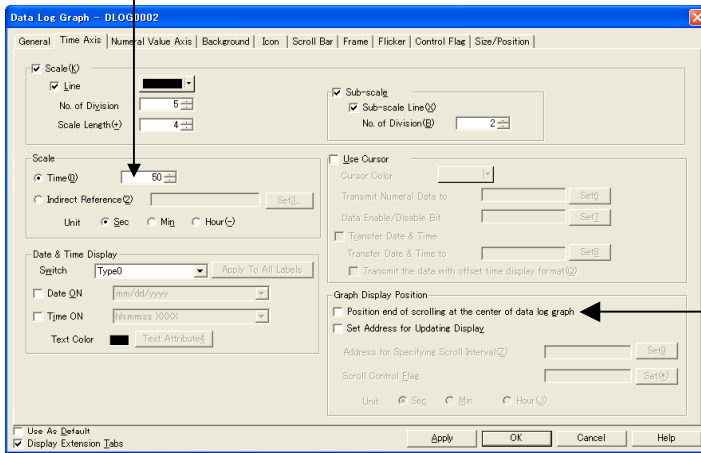 Data Log Graph - DLOG0002
General Time Axis Numeral Value Axis Background Icon Scroll Bar Frame Flicker Control Flag Size/Position
Scale(K)
Line
No. of Division 5
Scale Length(+) 4
Sub-scale
Sub-scale Line(X)
No. of Division(B) 2
Scale
Time(0) 50
Indirect Reference(2) Set3...
Unit Sec Min Hour(-)
Date & Time Display
Switch Type0 Apply To All Labels
Date ON mm/dd/yyyy
Time ON hh:mm:ss XXXX
Text Color Text Attribute4
Use Cursor
Cursor Color
Transmit Numeral Data to Set6
Data Enable/Disable Bit Set7
Transfer Date & Time
Transfer Date & Time to Set8
Transmit the data with offset time display format(Q)
Graph Display Position
Position end of scrolling at the center of data log graph
Set Address for Updating Display
Address for Specifying Scroll Interval(Z) Set9
Scroll Control Flag Set(*)
Unit Sec Min Hour(J)
Use As Default
Display Extension Tabs
Apply OK Cancel Help